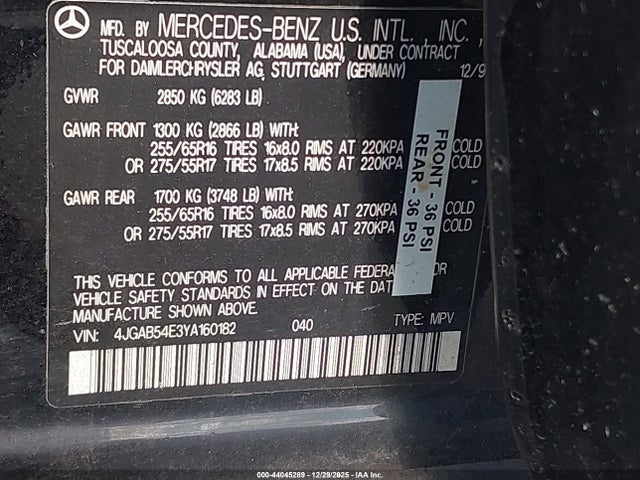 MFD. BY MERCEDES-BENZ U.S. INTL., INC.,
TUSCALOOSA COUNTY, ALABAMA (USA), UNDER CONTRACT
FOR DAIMLERCHRYSLER AG, STUTTGART (GERMANY) 12/9
GVWR 2850 KG (6283 LB)
GAWR FRONT 1300 KG (2866 LB) WITH:
255/65R16 TIRES 16x8.0 RIMS AT 220KPA COLD
OR 275/55R17 TIRES 17x8.5 RIMS AT 220KPA COLD
GAWR REAR 1700 KG (3748 LB) WITH:
255/65R16 TIRES 16x8.0 RIMS AT 270KPA COLD
OR 275/55R17 TIRES 17x8.5 RIMS AT 270KPA COLD
FRONT - 36 PSI
REAR - 36 PSI
THIS VEHICLE CONFORMS TO ALL APPLICABLE FEDERAL OR
VEHICLE SAFETY STANDARDS IN EFFECT ON THE DATE
MANUFACTURE SHOWN ABOVE.
VIN: 4JGAB54E3YA160182 040 TYPE: MPV
000-44045289 - 12/29/2025 - IAA Inc.